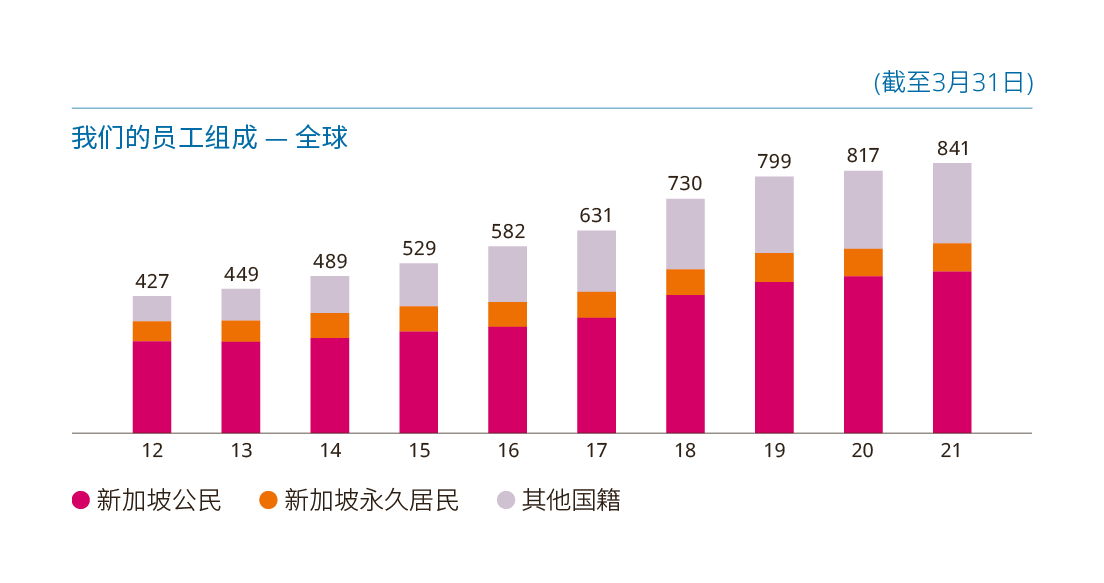 (截至3月31日)
我们的员工组成 — 全球
427 449 489 529 582 631 730 799 817 841
12 13 14 15 16 17 18 19 20 21
新加坡公民 新加坡永久居民 其他国籍